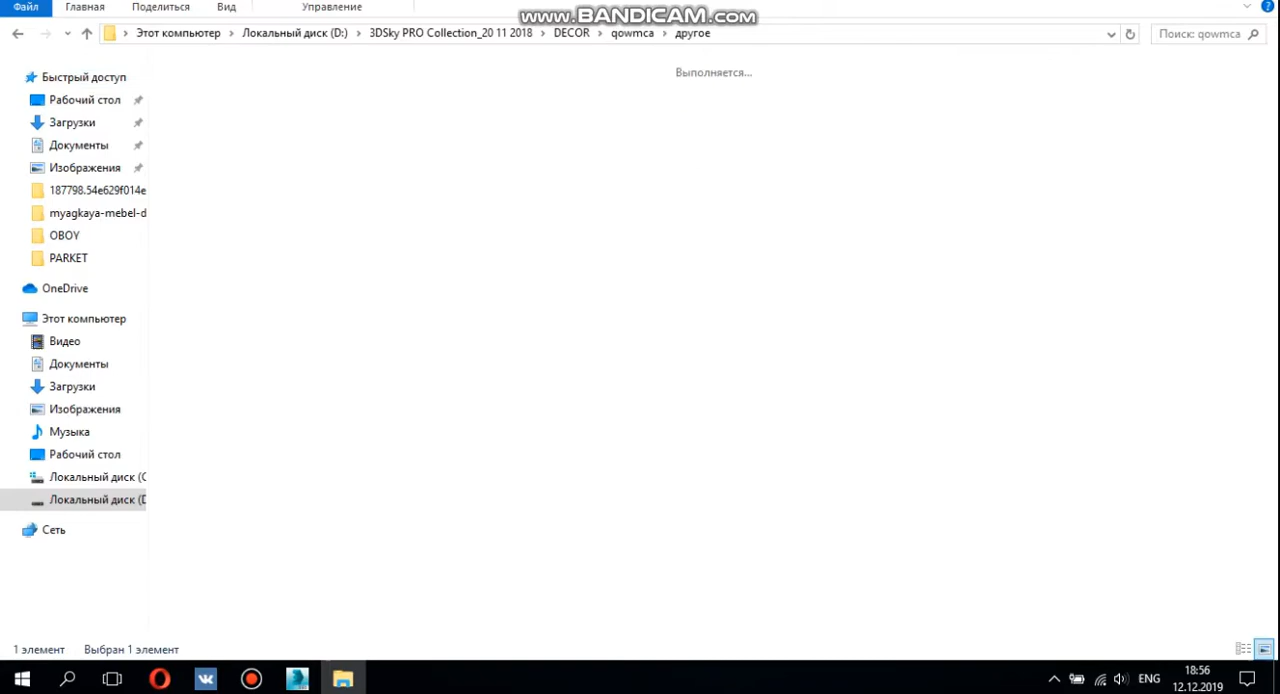 www.BANDICAM.com
Файл Главная Поделиться Вид Управление
Этот компьютер Локальный диск (D:) 3DSky PRO Collection_20 11 2018 DECOR qowmca другое Поиск: qowmca
Выполняется...
Быстрый доступ
Рабочий стол
Загрузки
Документы
Изображения
187798.54e629f014e
myagkaya-mebel-d
OBOY
PARKET
OneDrive
Этот компьютер
Видео
Документы
Загрузки
Изображения
Музыка
Рабочий стол
Локальный диск (C
Локальный диск (D
Сеть
1 элемент Выбран 1 элемент
ENG 18:56
12.12.2019